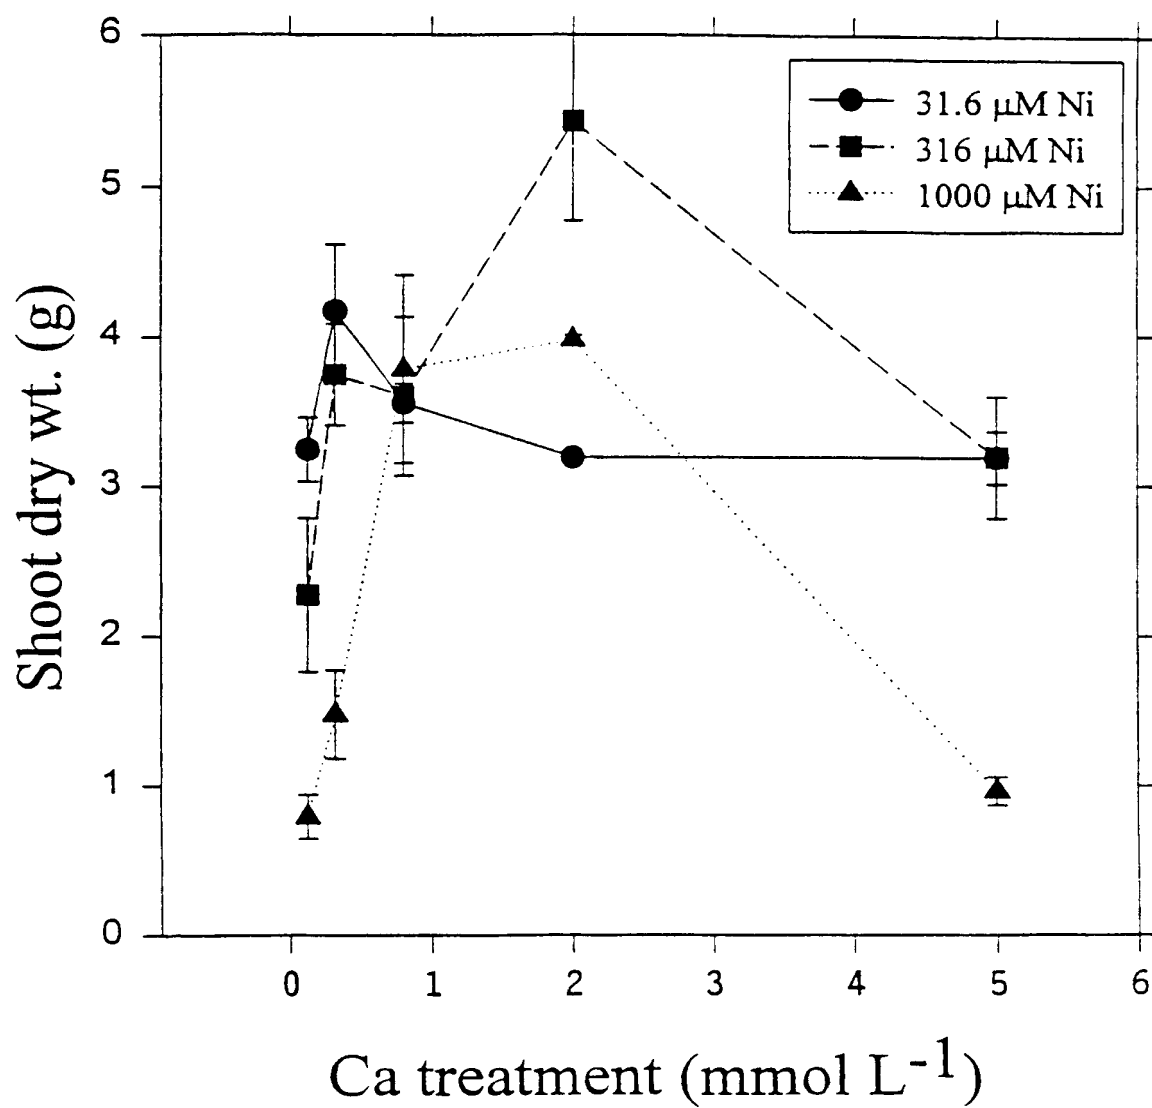 6
5
4
3
2
1
0
Shoot dry wt. (g)
31.6 μM Ni
316 μM Ni
1000 μM Ni
0 1 2 3 4 5 6
Ca treatment (mmol L⁻¹)